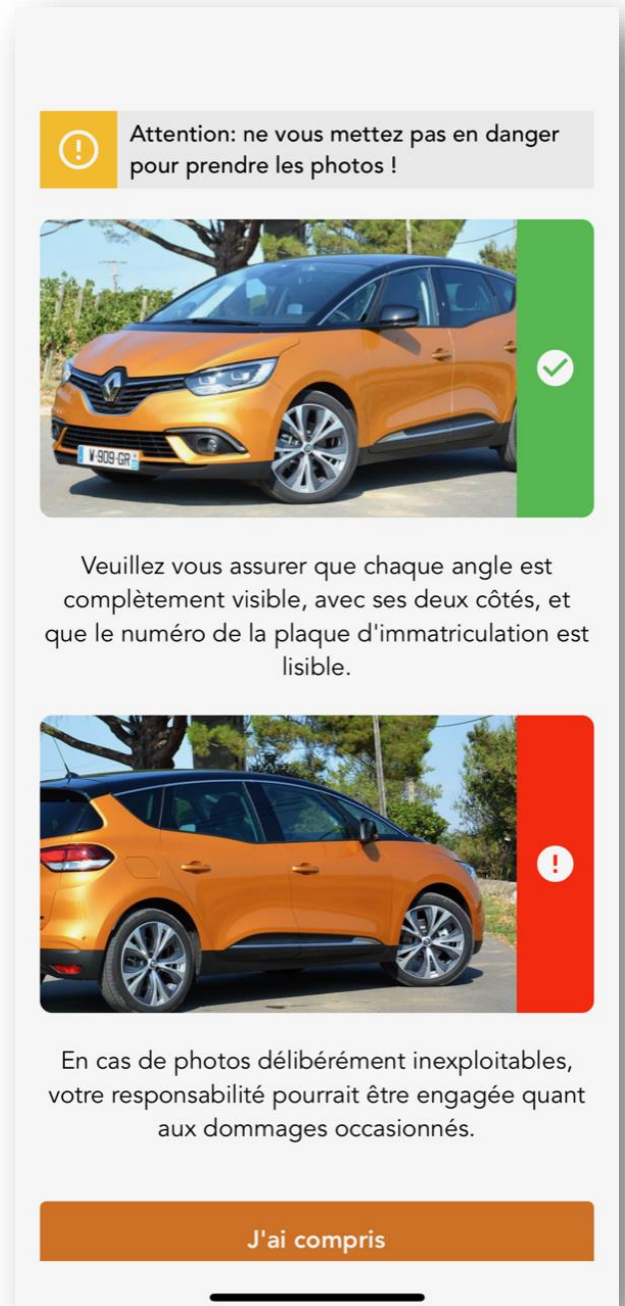 Attention: ne vous mettez pas en danger
pour prendre les photos !
W-909-GR
Veuillez vous assurer que chaque angle est
complètement visible, avec ses deux côtés, et
que le numéro de la plaque d'immatriculation est
lisible.
En cas de photos délibérément inexploitables,
votre responsabilité pourrait être engagée quant
aux dommages occasionnés.
J'ai compris